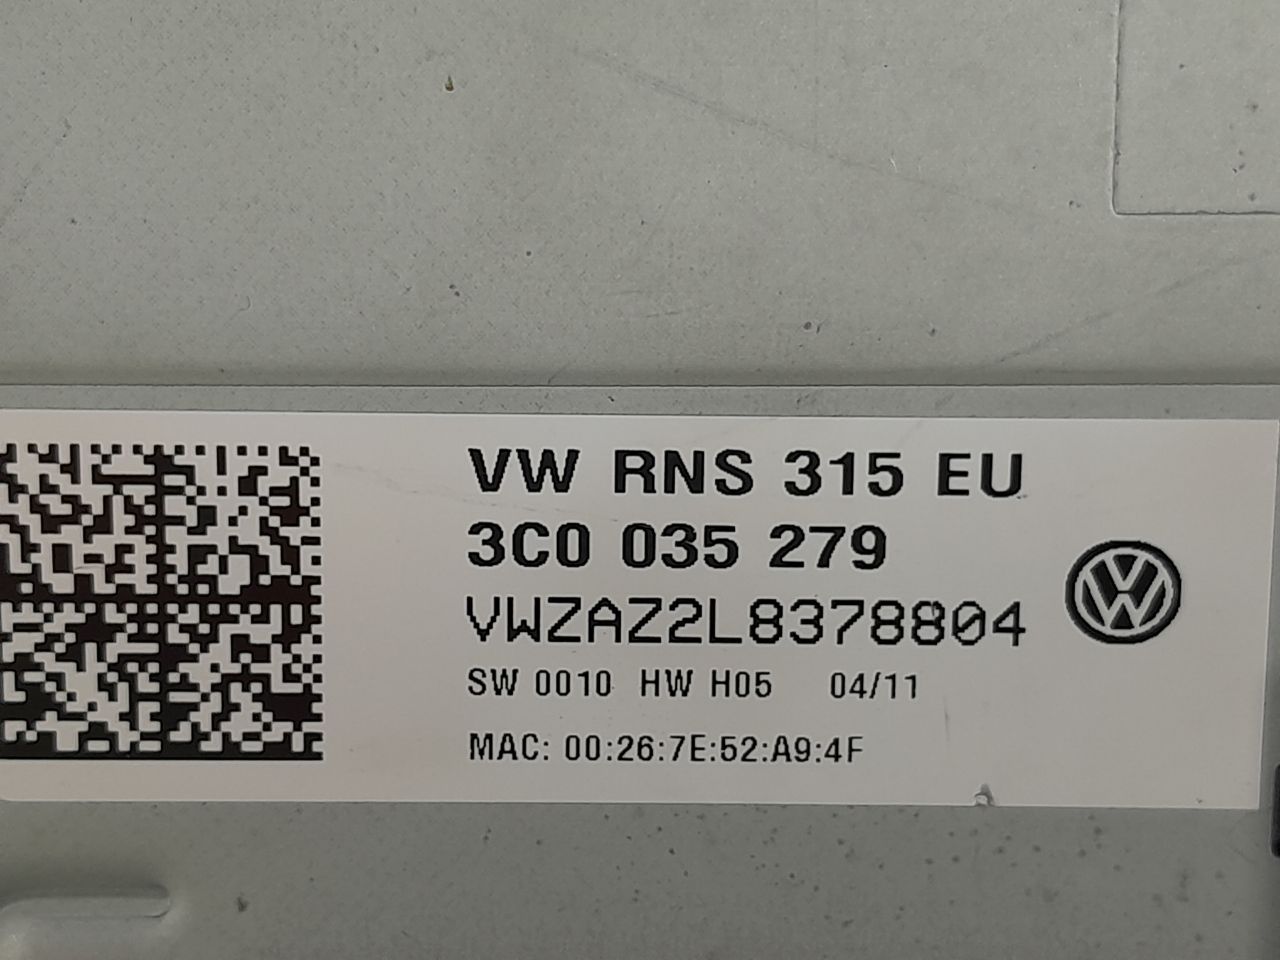 VW RNS 315 EU
3C0 035 279
VWZAZ2L8378804
SW 0010 HW H05 04/11
MAC: 00:26:7E:52:A9:4F